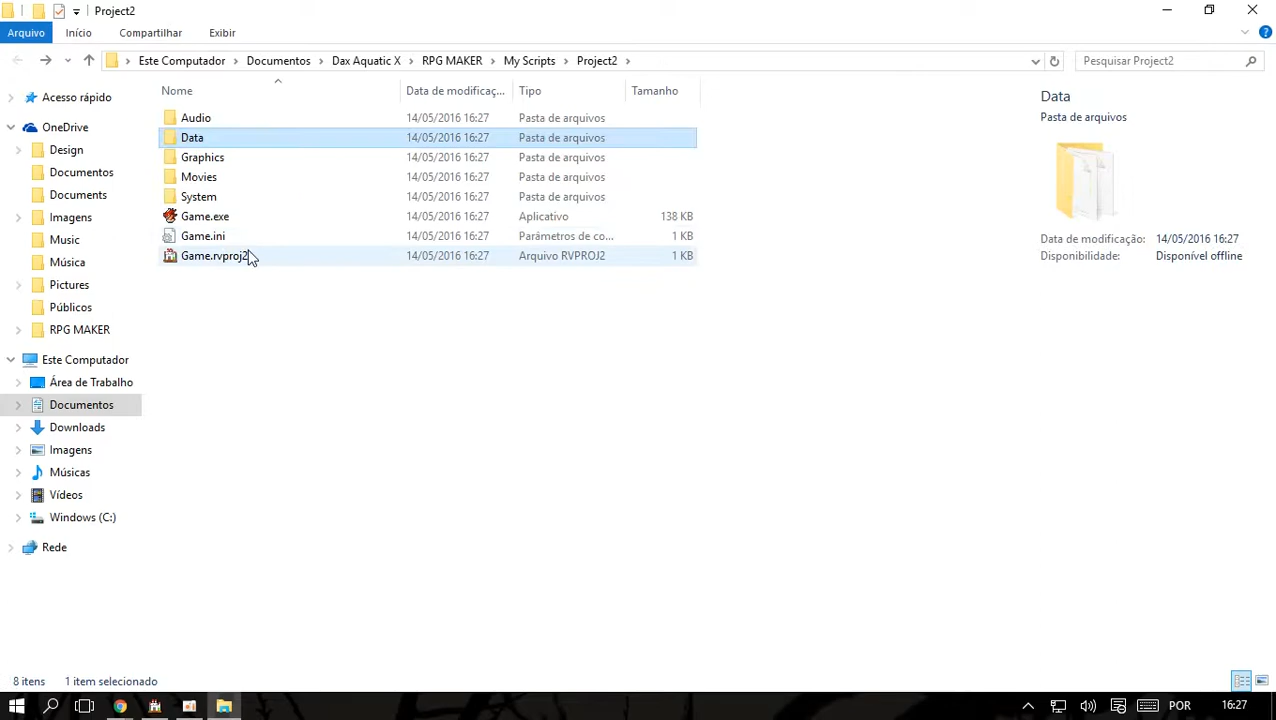 Project2
Arquivo Início Compartilhar Exibir
Este Computador Documentos Dax Aquatic X RPG MAKER My Scripts Project2
Pesquisar Project2
Nome Data de modificaç... Tipo Tamanho
Audio 14/05/2016 16:27 Pasta de arquivos
Data 14/05/2016 16:27 Pasta de arquivos
Graphics 14/05/2016 16:27 Pasta de arquivos
Movies 14/05/2016 16:27 Pasta de arquivos
System 14/05/2016 16:27 Pasta de arquivos
Game.exe 14/05/2016 16:27 Aplicativo 138 KB
Game.ini 14/05/2016 16:27 Parâmetros de co... 1 KB
Game.rvproj2 14/05/2016 16:27 Arquivo RVPROJ2 1 KB
Acesso rápido
OneDrive
Design
Documentos
Documents
Imagens
Music
Música
Pictures
Públicos
RPG MAKER
Este Computador
Área de Trabalho
Documentos
Downloads
Imagens
Músicas
Vídeos
Windows (C:)
Rede
Data
Pasta de arquivos
Data de modificação: 14/05/2016 16:27
Disponibilidade: Disponível offline
8 itens 1 item selecionado
POR 16:27